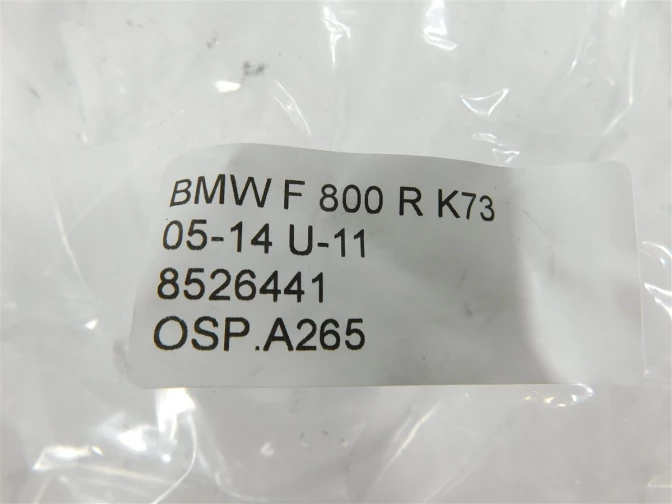 BMW F 800 R K73
05-14 U-11
8526441
OSP.A265